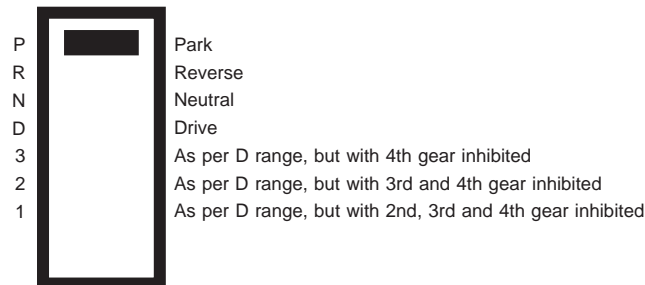 P Park
R Reverse
N Neutral
D Drive
3 As per D range, but with 4th gear inhibited
2 As per D range, but with 3rd and 4th gear inhibited
1 As per D range, but with 2nd, 3rd and 4th gear inhibited